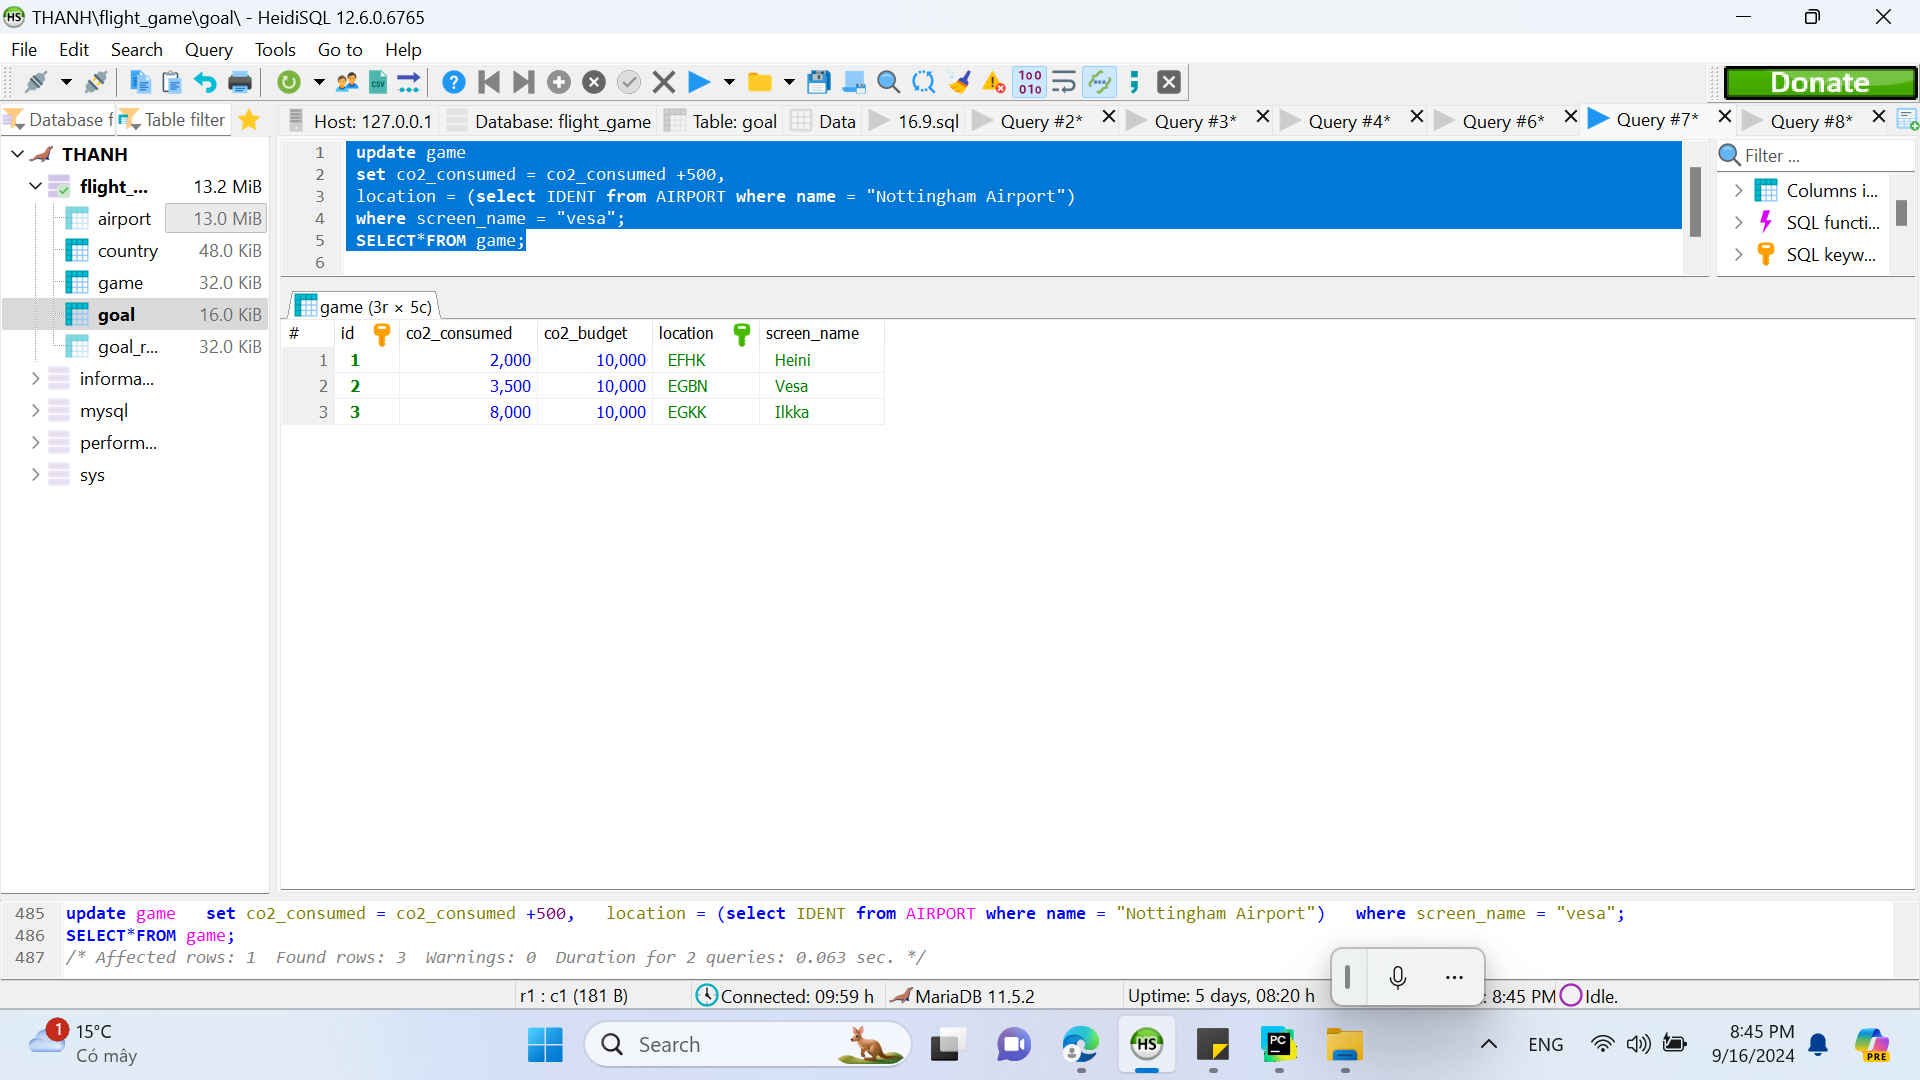 THANH\flight_game\goal\ - HeidiSQL 12.6.0.6765
File Edit Search Query Tools Go to Help
Donate
Database f Table filter
Host: 127.0.0.1 Database: flight_game Table: goal Data 16.9.sql Query #2* Query #3* Query #4* Query #6* Query #7* Query #8*
THANH
flight_... 13.2 MiB
airport 13.0 MiB
country 48.0 KiB
game 32.0 KiB
goal 16.0 KiB
goal_r... 32.0 KiB
informa...
mysql
perform...
sys
1 update game
2 set co2_consumed = co2_consumed +500,
3 location = (select IDENT from AIRPORT where name = "Nottingham Airport")
4 where screen_name = "vesa";
5 SELECT*FROM game;
6
Filter ...
Columns i...
SQL functi...
SQL keyw...
game (3r × 5c)
# id co2_consumed co2_budget location screen_name
1 1 2,000 10,000 EFHK Heini
2 2 3,500 10,000 EGBN Vesa
3 3 8,000 10,000 EGKK Ilkka
485 update game set co2_consumed = co2_consumed +500, location = (select IDENT from AIRPORT where name = "Nottingham Airport") where screen_name = "vesa";
486 SELECT*FROM game;
487 /* Affected rows: 1 Found rows: 3 Warnings: 0 Duration for 2 queries: 0.063 sec. */
r1 : c1 (181 B) Connected: 09:59 h MariaDB 11.5.2 Uptime: 5 days, 08:20 h : 8:45 PM Idle.
1 15°C
Có mây
Search
HS
PC
ENG
8:45 PM
9/16/2024
PRE